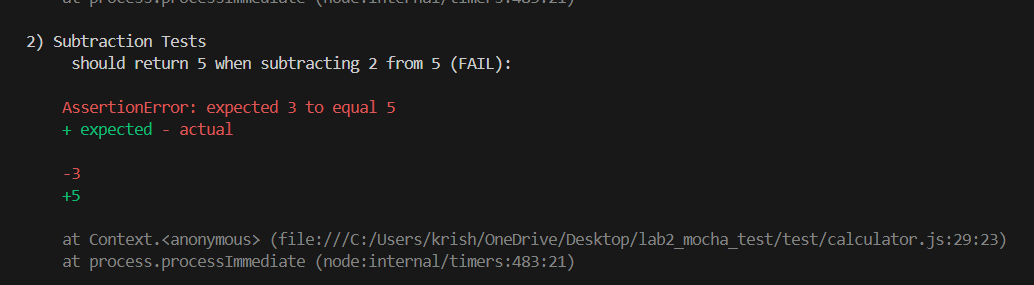 at process.processImmediate (node:internal/timers:483:21)
2) Subtraction Tests
should return 5 when subtracting 2 from 5 (FAIL):
AssertionError: expected 3 to equal 5
+ expected - actual
-3
+5
at Context.<anonymous> (file:///C:/Users/krish/OneDrive/Desktop/lab2_mocha_test/test/calculator.js:29:23)
at process.processImmediate (node:internal/timers:483:21)